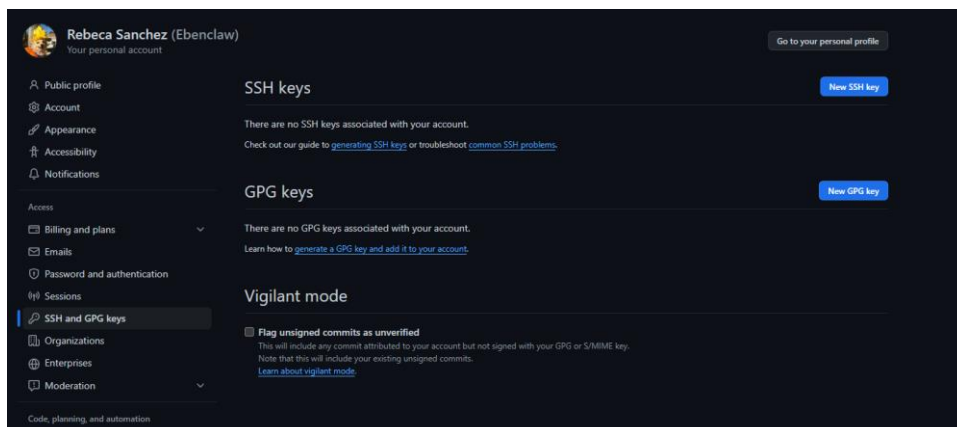 Rebeca Sanchez (Ebenclaw)
Your personal account
Go to your personal profile
Public profile
Account
Appearance
Accessibility
Notifications
Access
Billing and plans
Emails
Password and authentication
Sessions
SSH and GPG keys
Organizations
Enterprises
Moderation
Code, planning, and automation
SSH keys
New SSH key
There are no SSH keys associated with your account.
Check out our guide to generating SSH keys or troubleshoot common SSH problems.
GPG keys
New GPG key
There are no GPG keys associated with your account.
Learn how to generate a GPG key and add it to your account.
Vigilant mode
Flag unsigned commits as unverified
This will include any commit attributed to your account but not signed with your GPG or S/MIME key.
Note that this will include your existing unsigned commits.
Learn about vigilant mode.